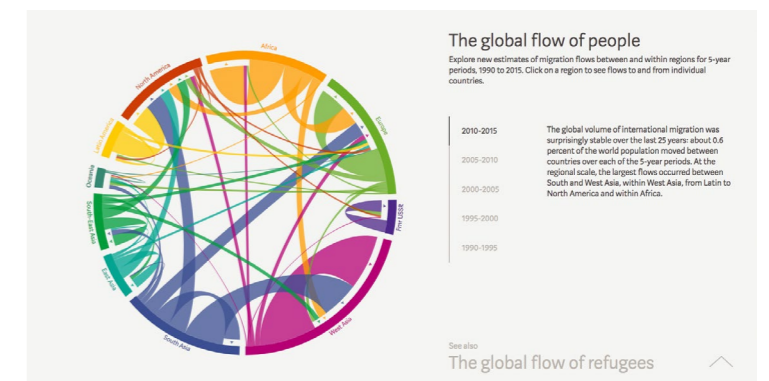 The global flow of people
Explore new estimates of migration flows between and within regions for 5-year
periods, 1990 to 2015. Click on a region to see flows to and from individual
countries.
2010-2015
2005-2010
2000-2005
1995-2000
1990-1995
The global volume of international migration was
surprisingly stable over the last 25 years: about 0.6
percent of the world population moved between
countries over each of the 5-year periods. At the
regional scale, the largest flows occurred between
South and West Asia, within West Asia, from Latin to
North America and within Africa.
See also
The global flow of refugees
North America
Africa
Europe
Fmr USSR
West Asia
South Asia
East Asia
South-East Asia
Oceania
Latin America